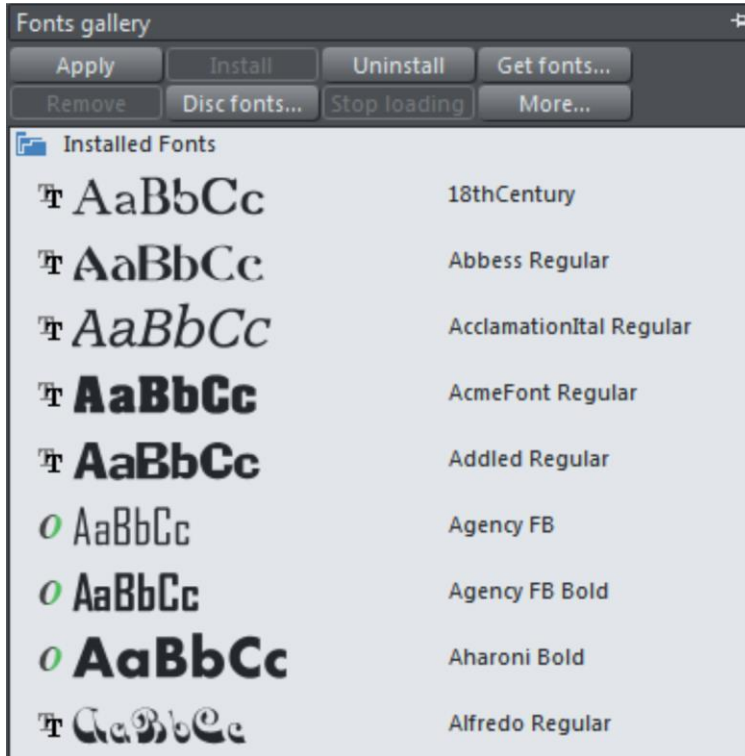 Fonts gallery
Apply Install Uninstall Get fonts...
Remove Disc fonts... Stop loading More...
Installed Fonts
AaBbCc 18thCentury
AaBbCc Abbess Regular
AaBbCc AcclamationItal Regular
AaBbCc AcmeFont Regular
AaBbCc Addled Regular
AaBbCc Agency FB
AaBbCc Agency FB Bold
AaBbCc Aharoni Bold
AaBbCc Alfredo Regular